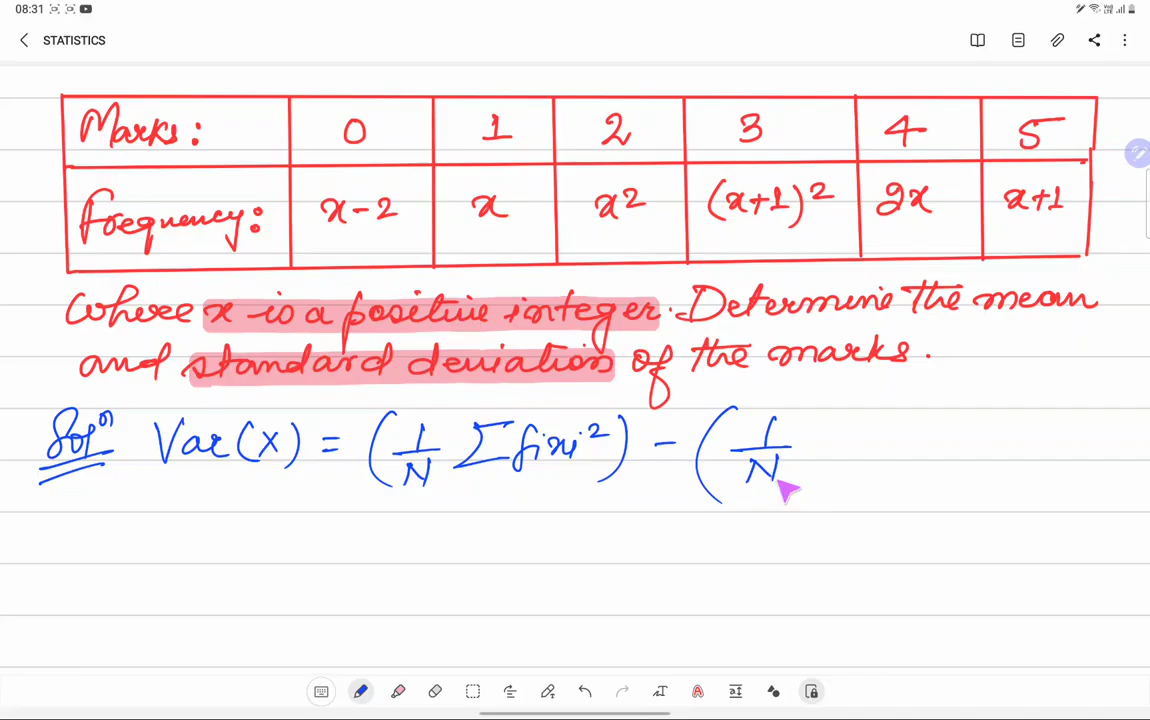 08:31
STATISTICS
Marks: 0 1 2 3 4 5
frequency: x-2 x x² (x+1)² 2x x+1
Where x is a positive integer. Determine the mean
and standard deviation of the marks.
Solⁿ Var(X) = (1/N Σfixi²) - (1/N